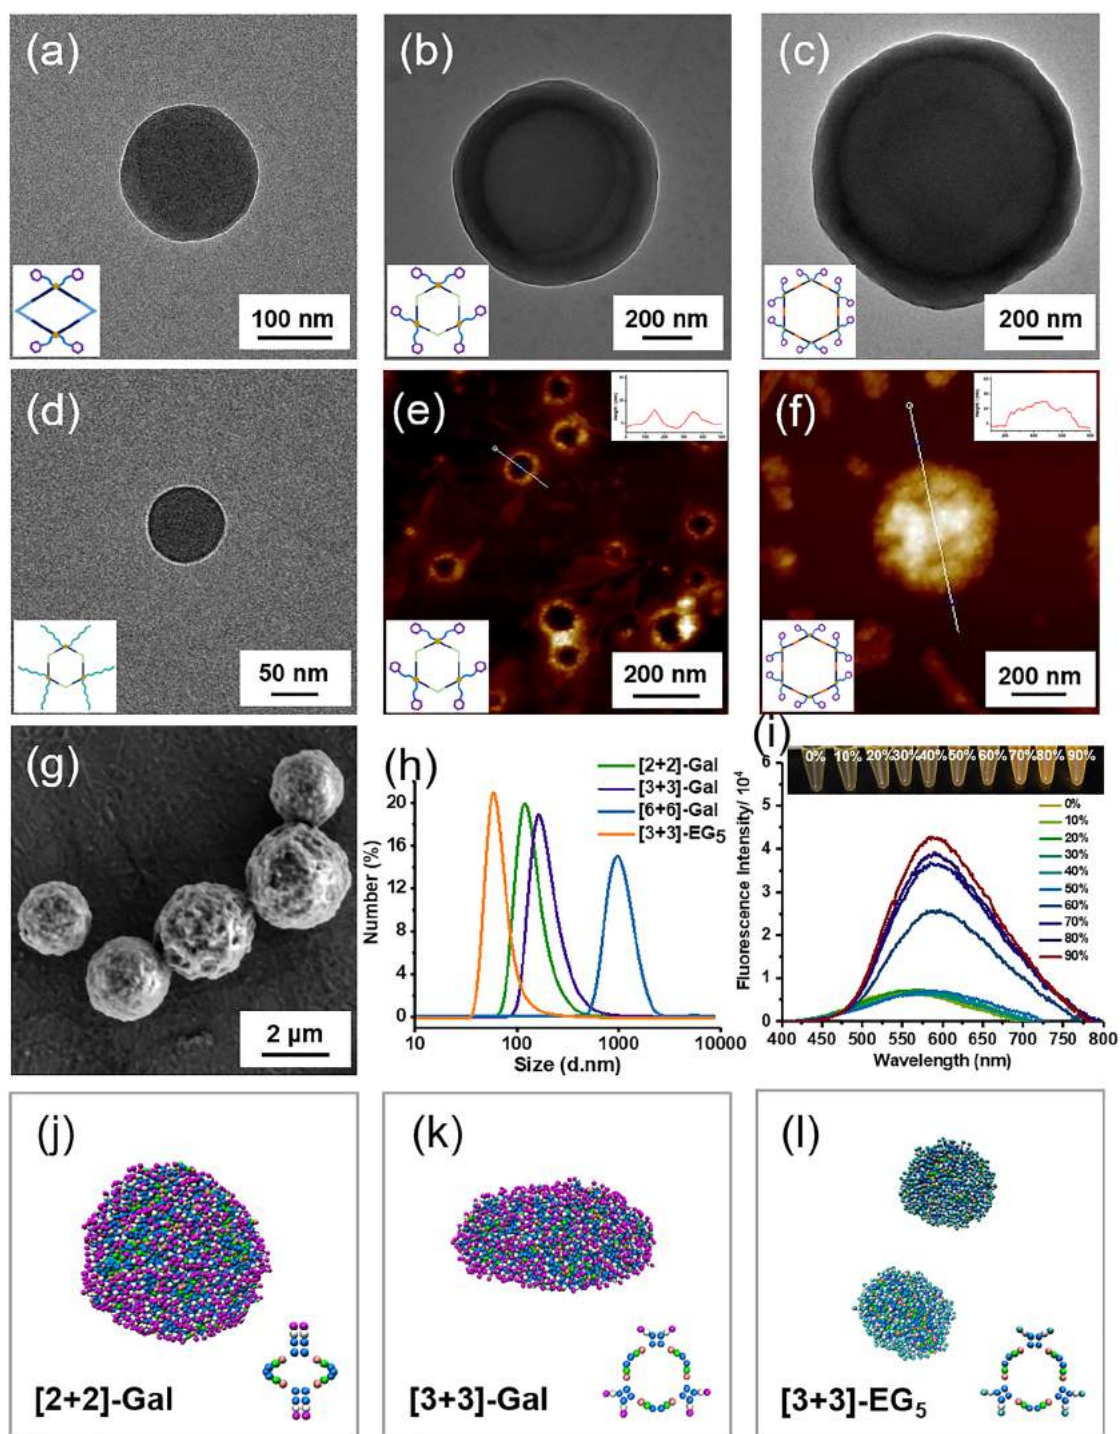 (a)
100 nm
(b)
200 nm
(c)
200 nm
(d)
50 nm
(e)
200 nm
(f)
200 nm
(g)
2 µm
(h)
[2+2]-Gal
[3+3]-Gal
[6+6]-Gal
[3+3]-EG5
Number (%)
20
16
12
8
4
0
10 100 1000 10000
Size (d.nm)
(i)
0% 10% 20% 30% 40% 50% 60% 70% 80% 90%
Fluorescence Intensity/ 10⁴
6
5
4
3
2
1
0
0%
10%
20%
30%
40%
50%
60%
70%
80%
90%
400 450 500 550 600 650 700 750 800
Wavelength (nm)
(j)
[2+2]-Gal
(k)
[3+3]-Gal
(l)
[3+3]-EG5